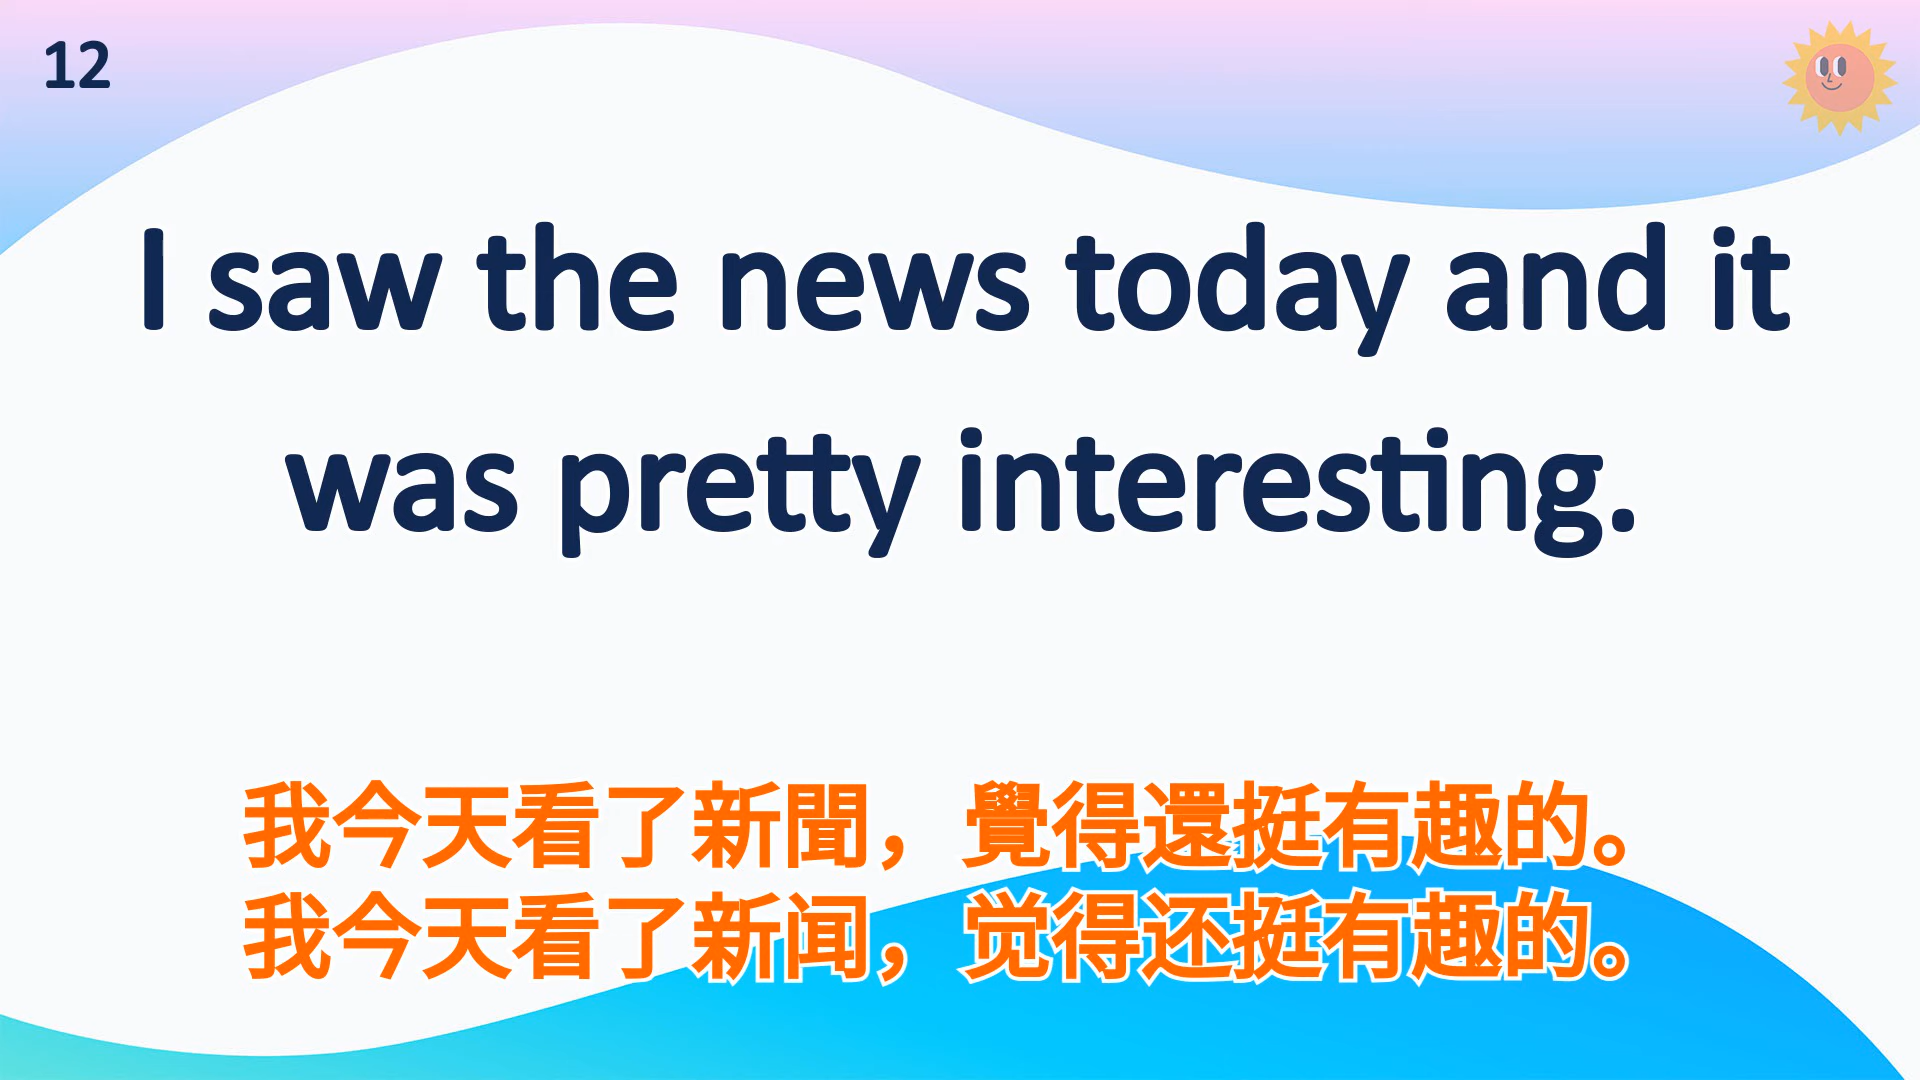 12
I saw the news today and it
was pretty interesting.
我今天看了新聞，覺得還挺有趣的。
我今天看了新闻，觉得还挺有趣的。